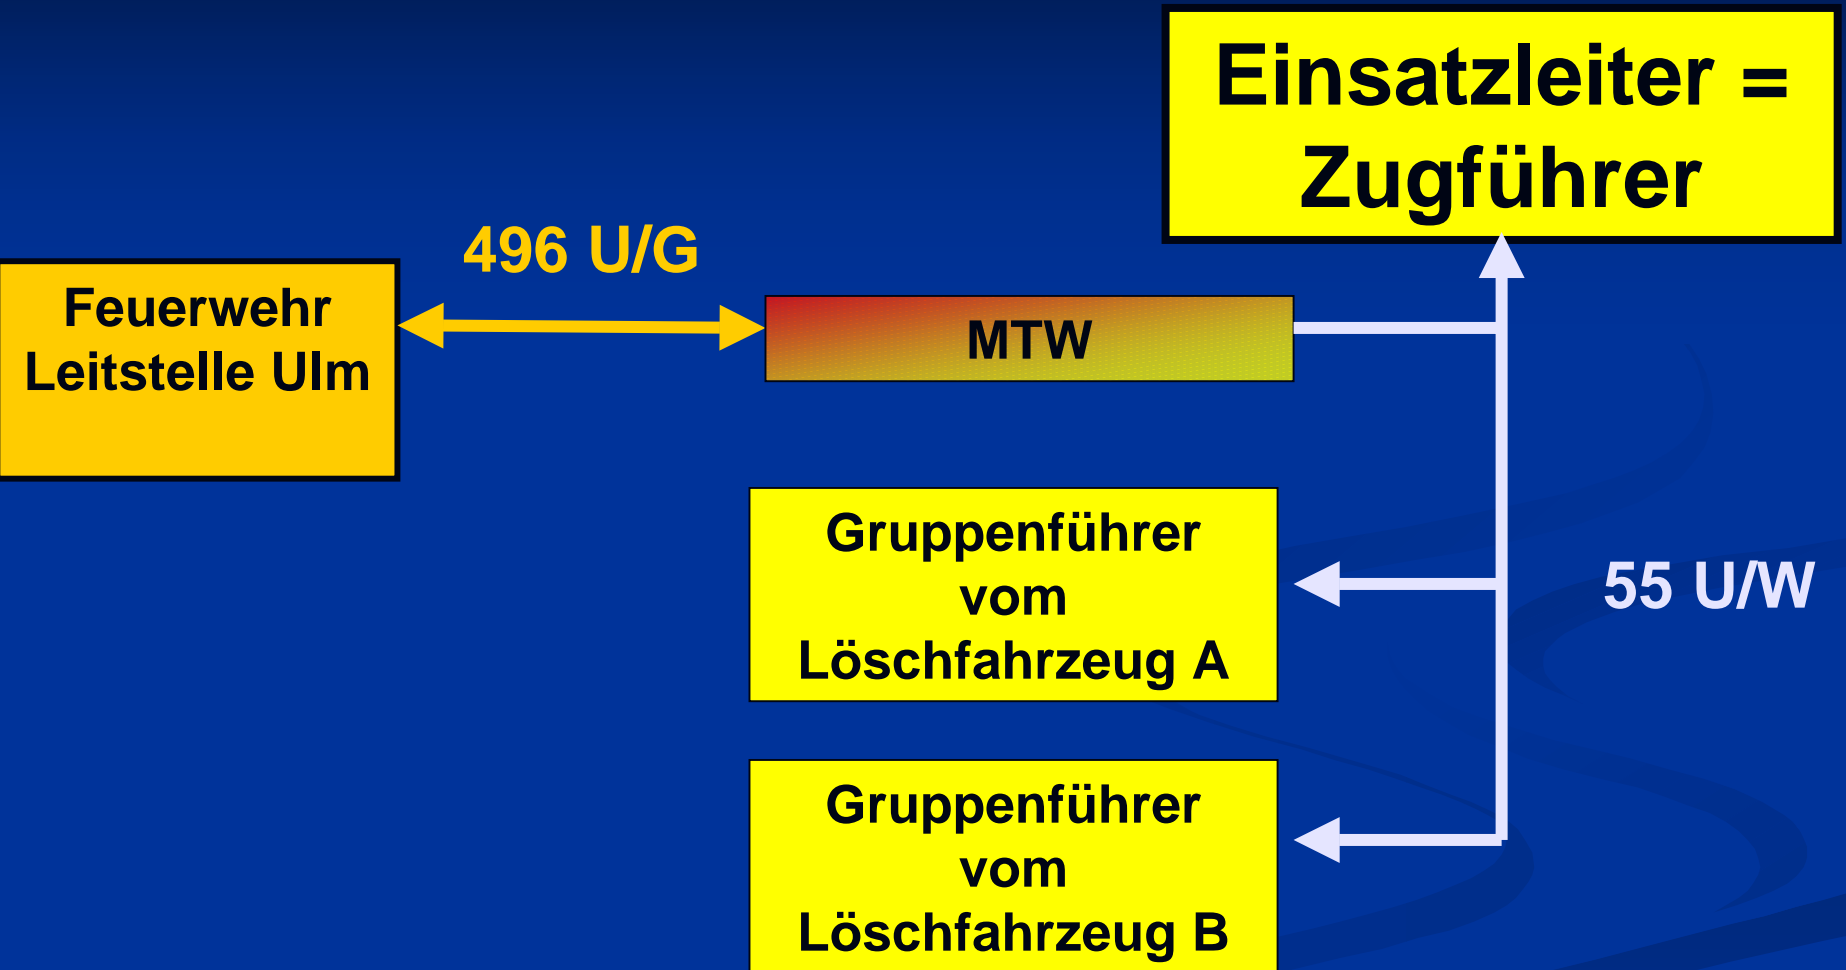 Einsatzleiter =
Zugführer
496 U/G
Feuerwehr
Leitstelle Ulm
MTW
Gruppenführer
vom
Löschfahrzeug A
55 U/W
Gruppenführer
vom
Löschfahrzeug B